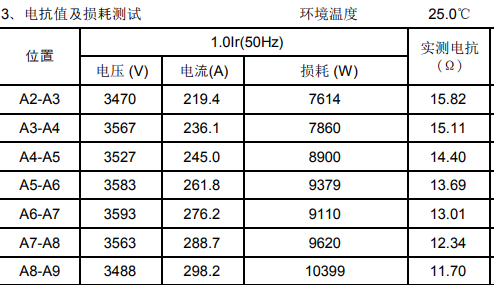 3、电抗值及损耗测试 环境温度 25.0℃
位置 1.0Ir(50Hz) 实测电抗
(Ω)
电压 (V) 电流(A) 损耗 (W)
A2-A3 3470 219.4 7614 15.82
A3-A4 3567 236.1 7860 15.11
A4-A5 3527 245.0 8900 14.40
A5-A6 3583 261.8 9379 13.69
A6-A7 3593 276.2 9110 13.01
A7-A8 3563 288.7 9620 12.34
A8-A9 3488 298.2 10399 11.70